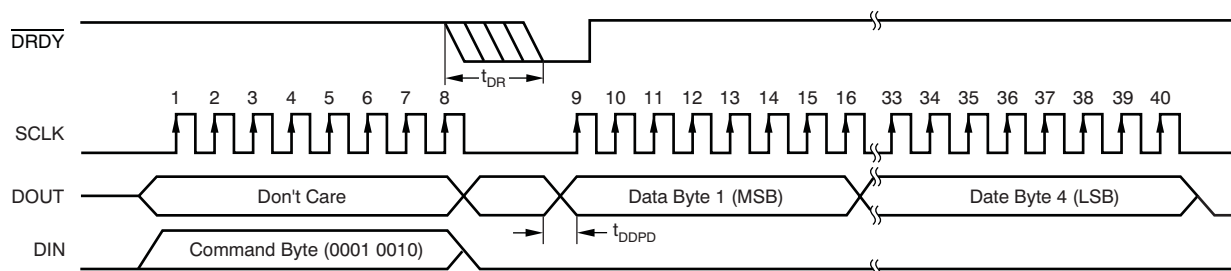 DRDY
tDR
1 2 3 4 5 6 7 8 9 10 11 12 13 14 15 16 33 34 35 36 37 38 39 40
SCLK
DOUT Don't Care Data Byte 1 (MSB) Date Byte 4 (LSB)
tDDPD
DIN Command Byte (0001 0010)